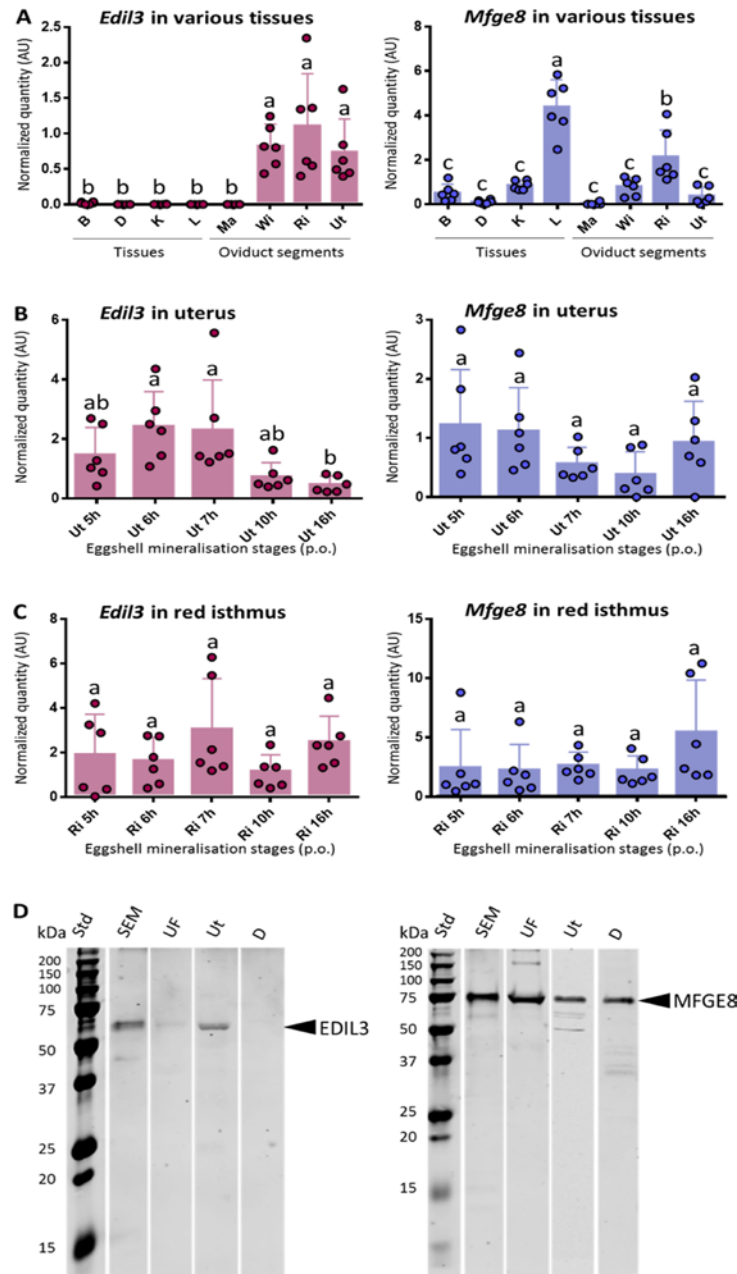 A
Edil3 in various tissues
Normalized quantity (AU)
2.5
2.0
1.5
1.0
0.5
0.0
b b b b b a a a
B D K L Ma Wi Ri Ut
Tissues Oviduct segments
Mfge8 in various tissues
Normalized quantity (AU)
8
6
4
2
0
c c c a c c b c
B D K L Ma Wi Ri Ut
Tissues Oviduct segments
B
Edil3 in uterus
Normalized quantity (AU)
6
4
2
0
ab a a ab b
Ut 5h Ut 6h Ut 7h Ut 10h Ut 16h
Eggshell mineralisation stages (p.o.)
Mfge8 in uterus
Normalized quantity (AU)
3
2
1
0
a a a a a
Ut 5h Ut 6h Ut 7h Ut 10h Ut 16h
Eggshell mineralisation stages (p.o.)
C
Edil3 in red isthmus
Normalized quantity (AU)
8
6
4
2
0
a a a a a
Ri 5h Ri 6h Ri 7h Ri 10h Ri 16h
Eggshell mineralisation stages (p.o.)
Mfge8 in red isthmus
Normalized quantity (AU)
15
10
5
0
a a a a a
Ri 5h Ri 6h Ri 7h Ri 10h Ri 16h
Eggshell mineralisation stages (p.o.)
D
kDa Std SEM UF Ut D
200
150
100
75
50
37
25
20
15
EDIL3
kDa Std SEM UF Ut D
200
150
100
75
50
37
25
20
15
MFGE8